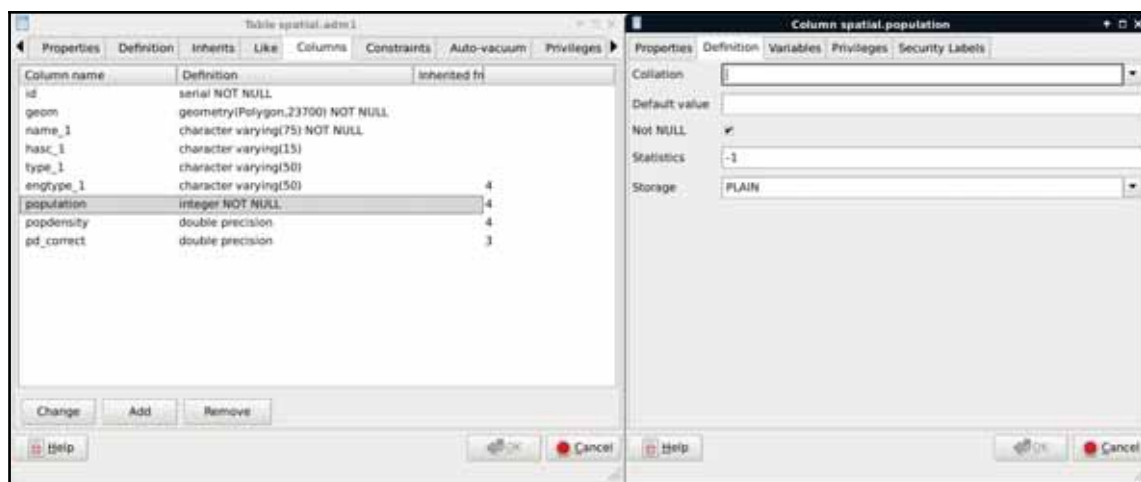 Table spatial.adm1
Properties Definition Inherits Like Columns Constraints Auto-vacuum Privileges
Column name Definition Inherited fr
id serial NOT NULL
geom geometry(Polygon,23700) NOT NULL
name_1 character varying(75) NOT NULL
hasc_1 character varying(15)
type_1 character varying(50)
engtype_1 character varying(50) 4
population integer NOT NULL 4
popdensity double precision 4
pd_correct double precision 3
Change Add Remove
Help OK Cancel
Column spatial.population
Properties Definition Variables Privileges Security Labels
Collation
Default value
Not NULL
Statistics -1
Storage PLAIN
Help OK Cancel